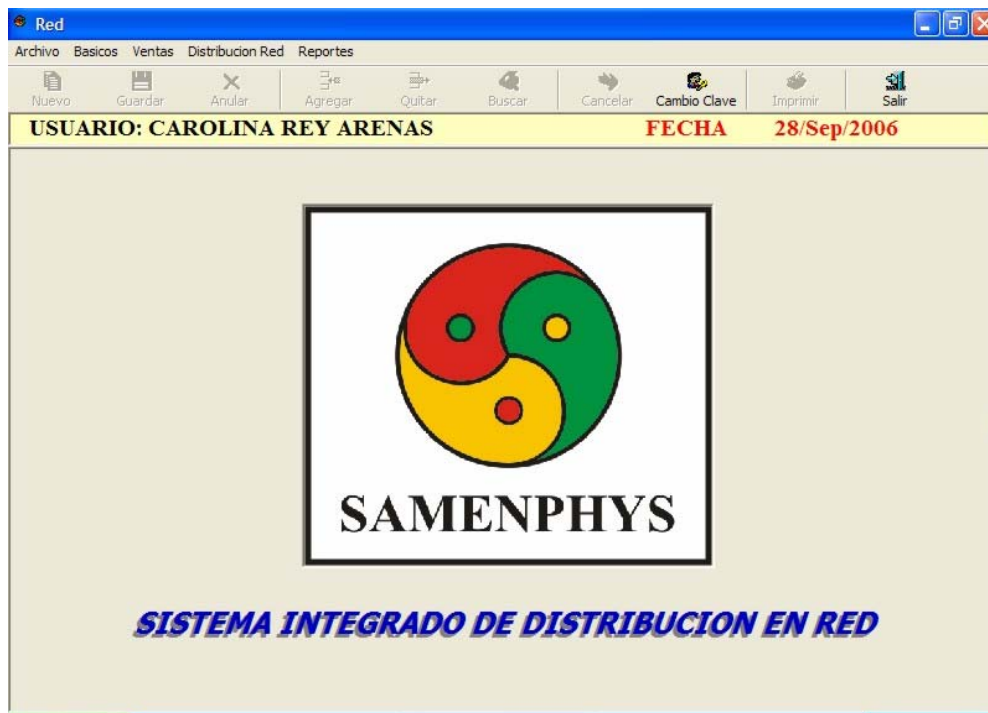 Red
Archivo Basicos Ventas Distribucion Red Reportes
Nuevo Guardar Anular Agregar Quitar Buscar Cancelar Cambio Clave Imprimir Salir
USUARIO: CAROLINA REY ARENAS FECHA 28/Sep/2006
SAMENPHYS
SISTEMA INTEGRADO DE DISTRIBUCION EN RED